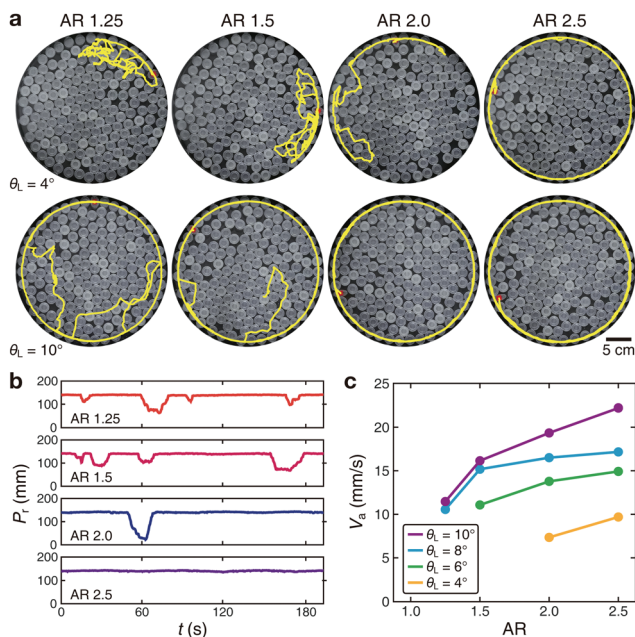 a
AR 1.25 AR 1.5 AR 2.0 AR 2.5
θL = 4°
θL = 10°
5 cm
b
200
100
0
AR 1.25
200
100
0
AR 1.5
200
100
0
AR 2.0
200
100
0
AR 2.5
Pr (mm)
0 60 120 180
t (s)
c
25
20
15
10
5
0
Va (mm/s)
θL = 10°
θL = 8°
θL = 6°
θL = 4°
1.0 1.5 2.0 2.5
AR